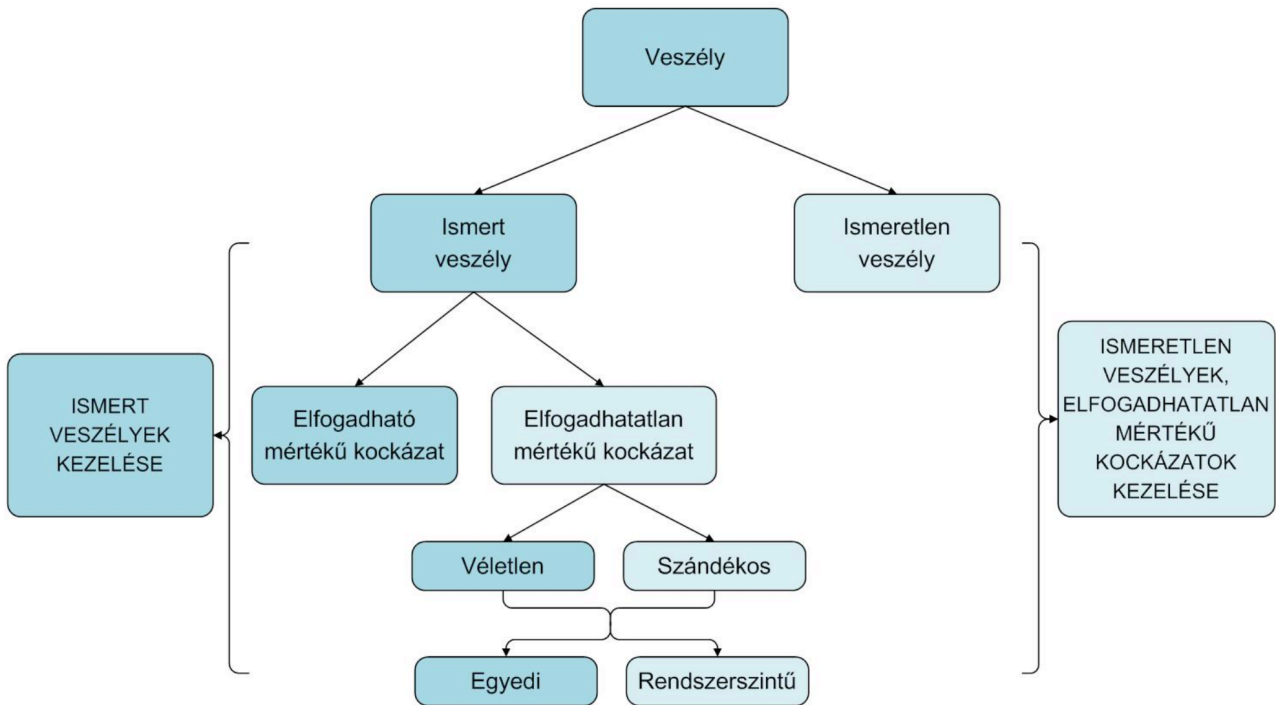 Veszély
Ismert
veszély
Ismeretlen
veszély
ISMERT
VESZÉLYEK
KEZELÉSE
Elfogadható
mértékű kockázat
Elfogadhatatlan
mértékű kockázat
ISMERETLEN
VESZÉLYEK,
ELFOGADHATATLAN
MÉRTÉKŰ
KOCKÁZATOK
KEZELÉSE
Véletlen
Szándékos
Egyedi
Rendszerszintű